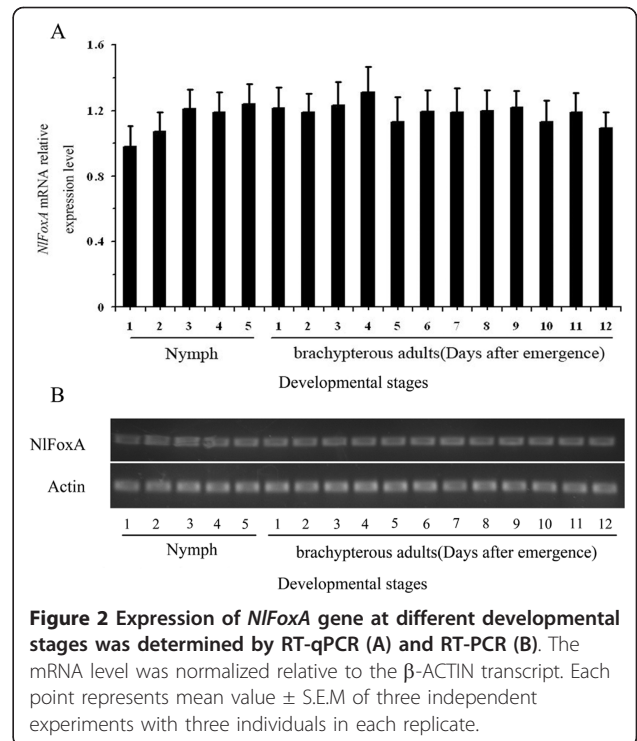 A
1.6
1.2
0.8
0.4
0
NlFoxA mRNA relative
expression level
1 2 3 4 5 1 2 3 4 5 6 7 8 9 10 11 12
Nymph brachypterous adults(Days after emergence)
Developmental stages
B
NlFoxA
Actin
1 2 3 4 5 1 2 3 4 5 6 7 8 9 10 11 12
Nymph brachypterous adults(Days after emergence)
Developmental stages
Figure 2 Expression of NlFoxA gene at different developmental
stages was determined by RT-qPCR (A) and RT-PCR (B). The
mRNA level was normalized relative to the β-ACTIN transcript. Each
point represents mean value ± S.E.M of three independent
experiments with three individuals in each replicate.